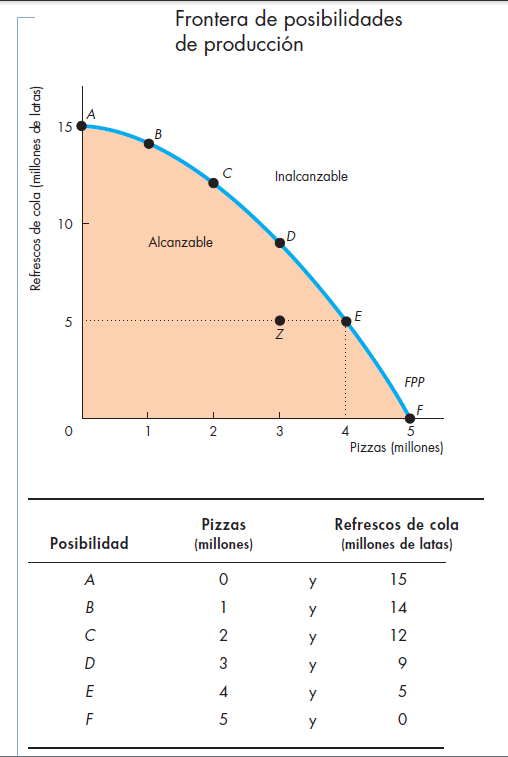 Frontera de posibilidades
de producción
Refrescos de cola (millones de latas)
15
10
5
0
1
2
3
4
5
A
B
C
D
E
F
Z
Inalcanzable
Alcanzable
FPP
Pizzas (millones)
Pizzas Refrescos de cola
Posibilidad (millones) (millones de latas)
A 0 y 15
B 1 y 14
C 2 y 12
D 3 y 9
E 4 y 5
F 5 y 0